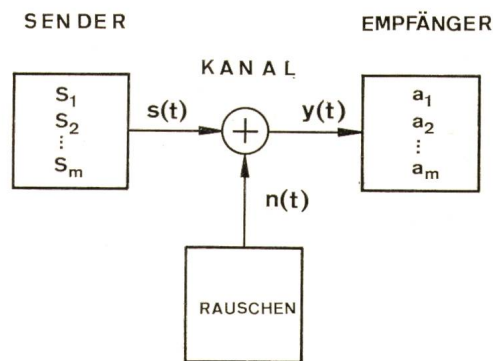 SENDER
EMPFÄNGER
KANAL
S1
S2
⋮
Sm
s(t)
+
y(t)
a1
a2
⋮
am
n(t)
RAUSCHEN